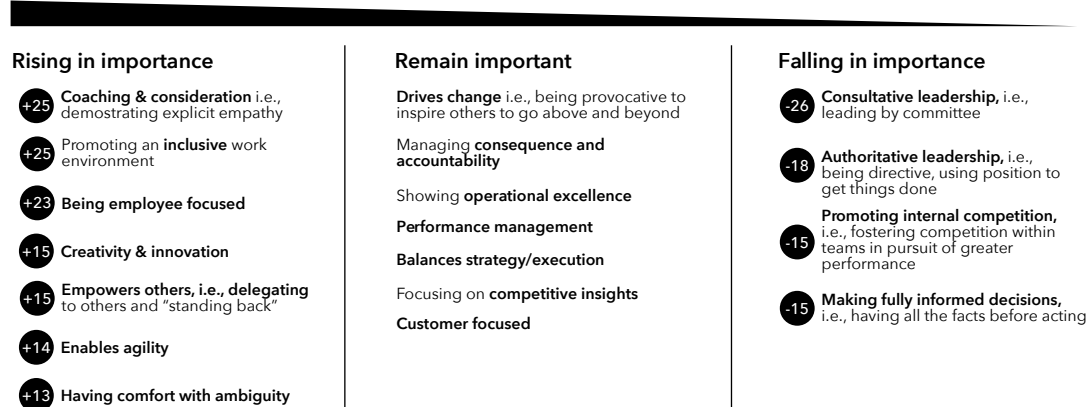 Rising in importance
+25 Coaching & consideration i.e.,
demostrating explicit empathy
+25 Promoting an inclusive work
environment
+23 Being employee focused
+15 Creativity & innovation
+15 Empowers others, i.e., delegating
to others and “standing back”
+14 Enables agility
+13 Having comfort with ambiguity
Remain important
Drives change i.e., being provocative to
inspire others to go above and beyond
Managing consequence and
accountability
Showing operational excellence
Performance management
Balances strategy/execution
Focusing on competitive insights
Customer focused
Falling in importance
-26 Consultative leadership, i.e.,
leading by committee
-18 Authoritative leadership, i.e.,
being directive, using position to
get things done
-15 Promoting internal competition,
i.e., fostering competition within
teams in pursuit of greater
performance
-15 Making fully informed decisions,
i.e., having all the facts before acting